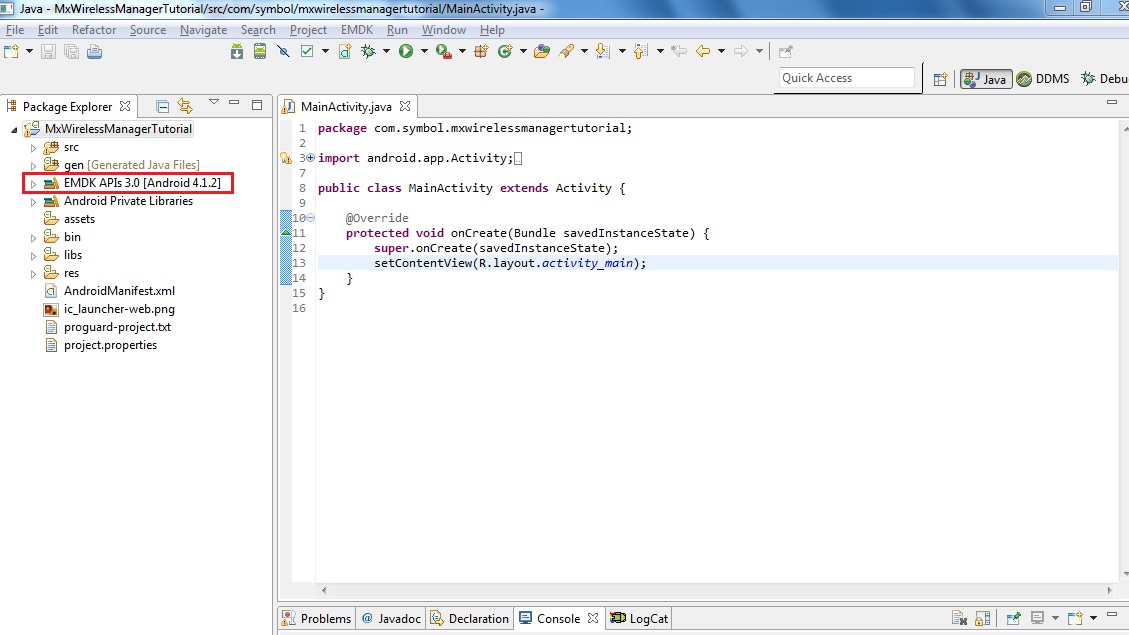 Java - MxWirelessManagerTutorial/src/com/symbol/mxwirelessmanagertutorial/MainActivity.java -
File Edit Refactor Source Navigate Search Project EMDK Run Window Help
Quick Access
Java DDMS Debu
Package Explorer
MxWirelessManagerTutorial
src
gen [Generated Java Files]
EMDK APIs 3.0 [Android 4.1.2]
Android Private Libraries
assets
bin
libs
res
AndroidManifest.xml
ic_launcher-web.png
proguard-project.txt
project.properties
MainActivity.java
1 package com.symbol.mxwirelessmanagertutorial;
2
3 import android.app.Activity;
7
8 public class MainActivity extends Activity {
9
10 @Override
11 protected void onCreate(Bundle savedInstanceState) {
12 super.onCreate(savedInstanceState);
13 setContentView(R.layout.activity_main);
14 }
15 }
16
Problems @ Javadoc Declaration Console LogCat